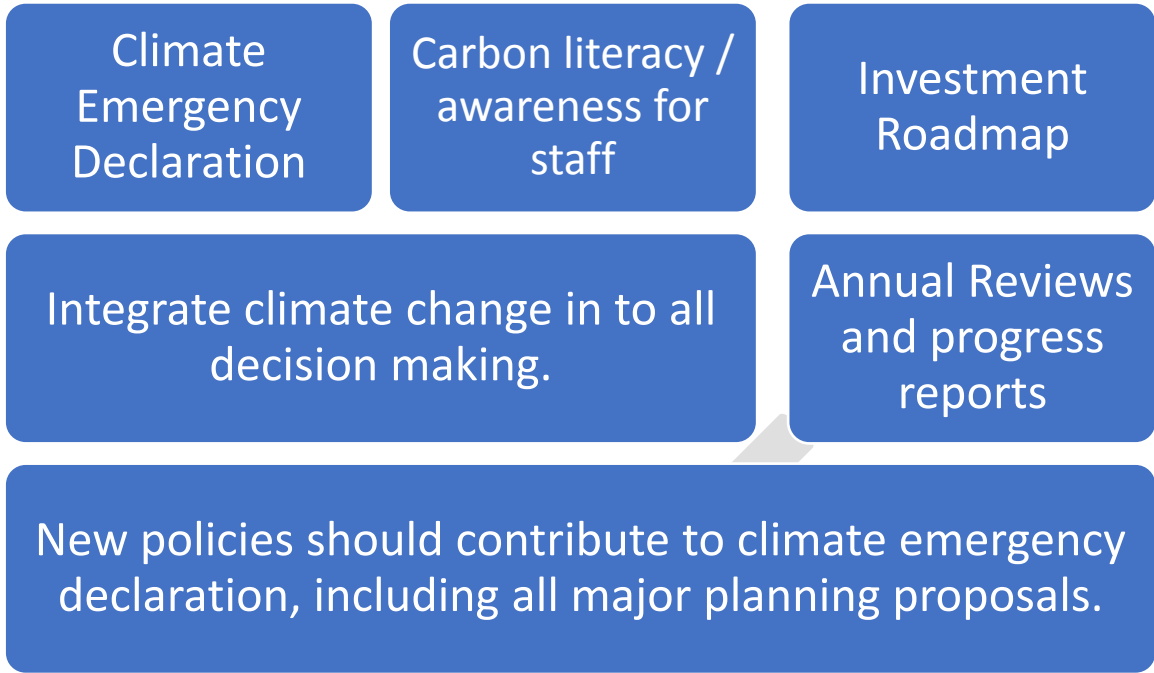 Climate
Emergency
Declaration
Carbon literacy /
awareness for
staff
Investment
Roadmap
Integrate climate change in to all
decision making.
Annual Reviews
and progress
reports
New policies should contribute to climate emergency
declaration, including all major planning proposals.